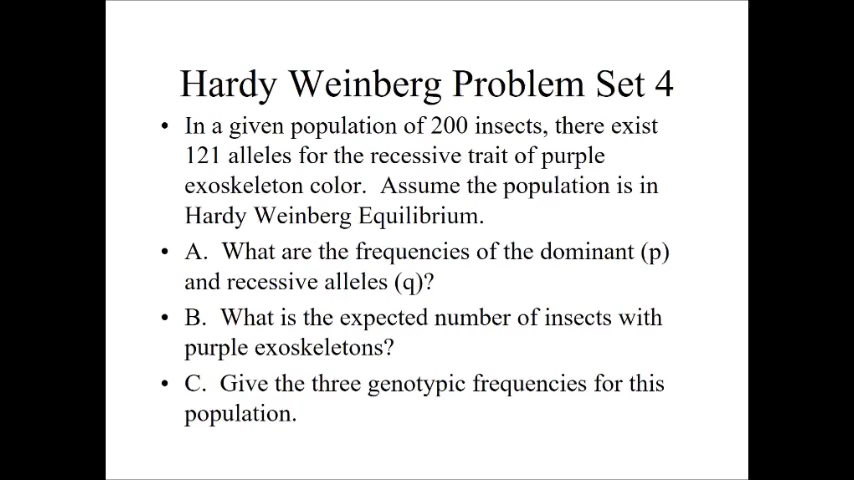 Hardy Weinberg Problem Set 4
• In a given population of 200 insects, there exist
121 alleles for the recessive trait of purple
exoskeleton color.  Assume the population is in
Hardy Weinberg Equilibrium.
• A.  What are the frequencies of the dominant (p)
and recessive alleles (q)?
• B.  What is the expected number of insects with
purple exoskeletons?
• C.  Give the three genotypic frequencies for this
population.